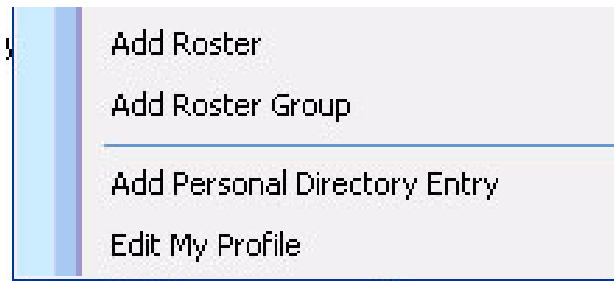 Add Roster
Add Roster Group
Add Personal Directory Entry
Edit My Profile